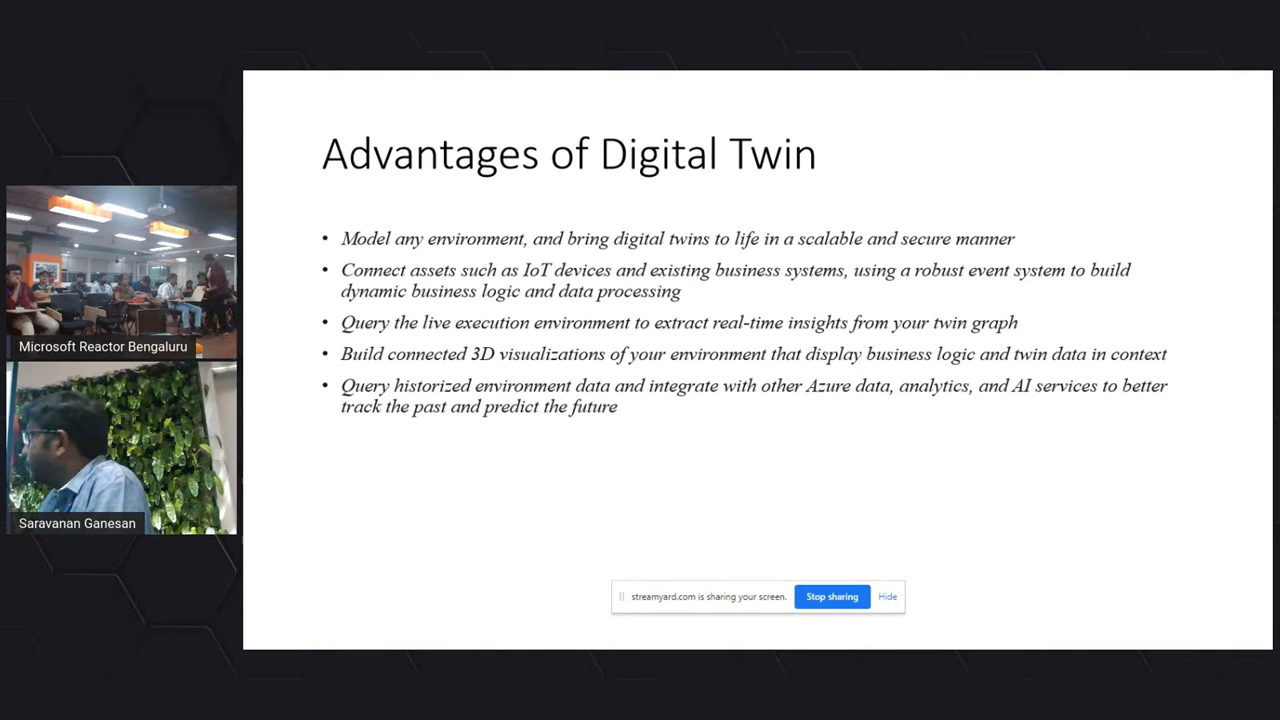 Advantages of Digital Twin
• Model any environment, and bring digital twins to life in a scalable and secure manner
• Connect assets such as IoT devices and existing business systems, using a robust event system to build
dynamic business logic and data processing
• Query the live execution environment to extract real-time insights from your twin graph
• Build connected 3D visualizations of your environment that display business logic and twin data in context
• Query historized environment data and integrate with other Azure data, analytics, and AI services to better
track the past and predict the future
Microsoft Reactor Bengaluru
Saravanan Ganesan
streamyard.com is sharing your screen.
Stop sharing
Hide